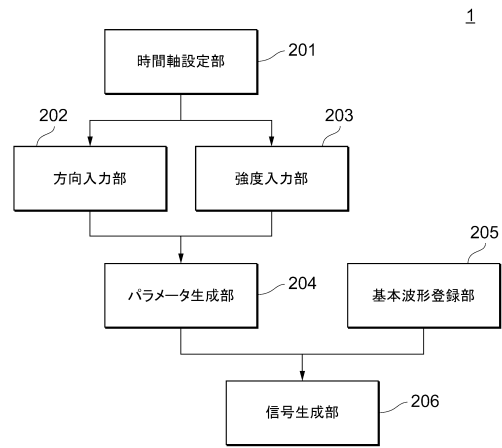 1
時間軸設定部
201
202
203
方向入力部
強度入力部
205
パラメータ生成部
204
基本波形登録部
信号生成部
206